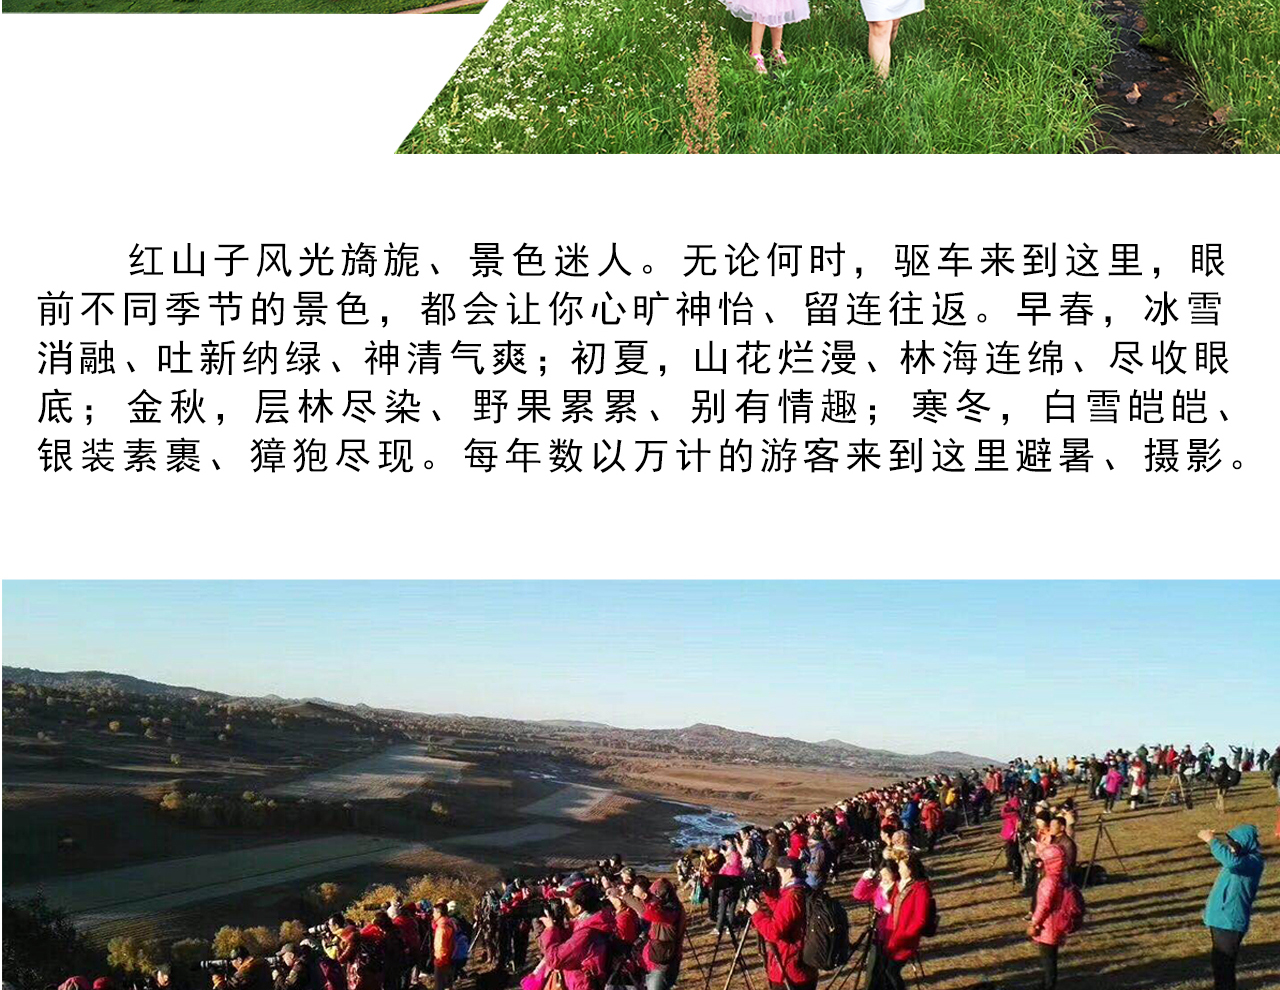 红山子风光旖旎、景色迷人。无论何时，驱车来到这里，眼
前不同季节的景色，都会让你心旷神怡、留连往返。早春，冰雪
消融、吐新纳绿、神清气爽；初夏，山花烂漫、林海连绵、尽收眼
底；金秋，层林尽染、野果累累、别有情趣；寒冬，白雪皑皑、
银装素裹、獐狍尽现。每年数以万计的游客来到这里避暑、摄影。